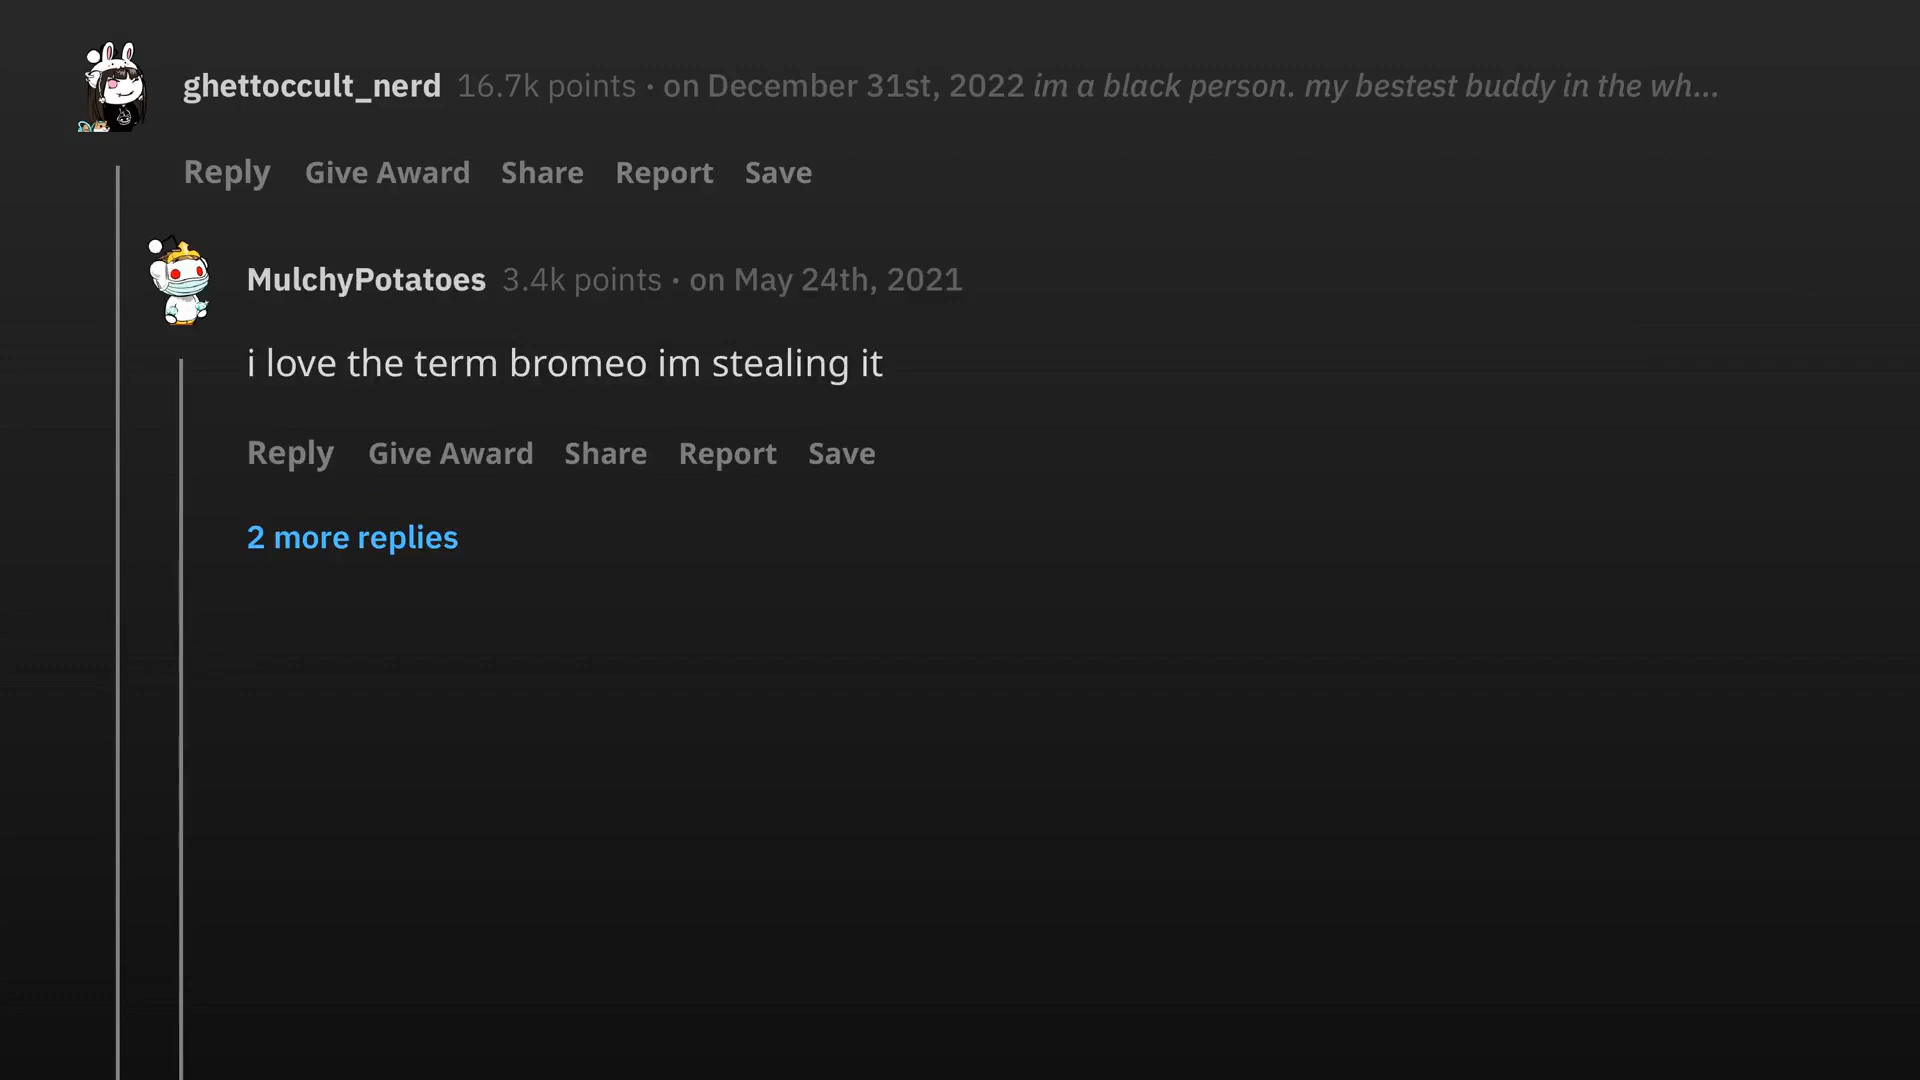 ghettoccult_nerd 16.7k points · on December 31st, 2022 im a black person. my bestest buddy in the wh...
Reply Give Award Share Report Save
MulchyPotatoes 3.4k points · on May 24th, 2021
i love the term bromeo im stealing it
Reply Give Award Share Report Save
2 more replies